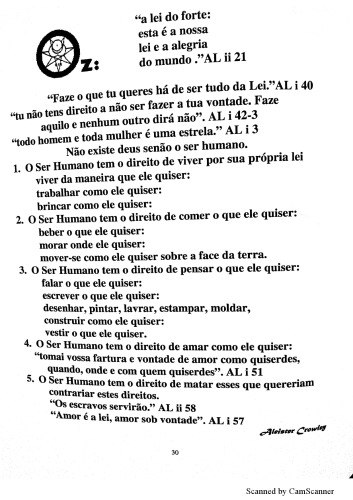 "a lei do forte:
esta é a nossa
lei e a alegria
do mundo ."AL ii 21
Oz:
"Faze o que tu queres há de ser tudo da Lei."AL i 40
"tu não tens direito a não ser fazer a tua vontade. Faze
aquilo e nenhum outro dirá não". AL i 42-3
"todo homem e toda mulher é uma estrela." AL i 3
Não existe deus senão o ser humano.
1. O Ser Humano tem o direito de viver por sua própria lei
viver da maneira que ele quiser:
trabalhar como ele quiser:
brincar como ele quiser:
2. O Ser Humano tem o direito de comer o que ele quiser:
beber o que ele quiser:
morar onde ele quiser:
mover-se como ele quiser sobre a face da terra.
3. O Ser Humano tem o direito de pensar o que ele quiser:
falar o que ele quiser:
escrever o que ele quiser:
desenhar, pintar, lavrar, estampar, moldar,
construir como ele quiser:
vestir o que ele quiser.
4. O Ser Humano tem o direito de amar como ele quiser:
"tomai vossa fartura e vontade de amor como quiserdes,
quando, onde e com quem quiserdes". AL i 51
5. O Ser Humano tem o direito de matar esses que quereriam
contrariar estes direitos.
"Os escravos servirão." AL ii 58
"Amor é a lei, amor sob vontade". AL i 57
Aleister Crowley
30
Scanned by CamScanner